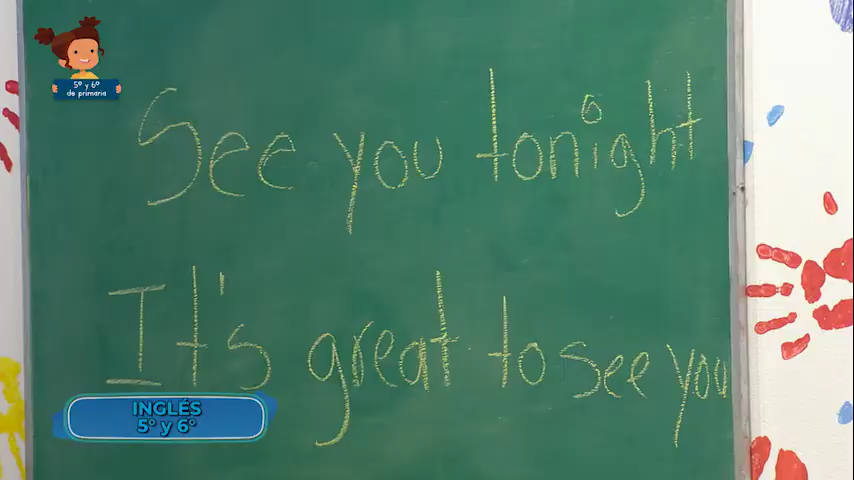 5º y 6º
de primaria
See you tonight
It's great to see you
INGLÉS
5º y 6º